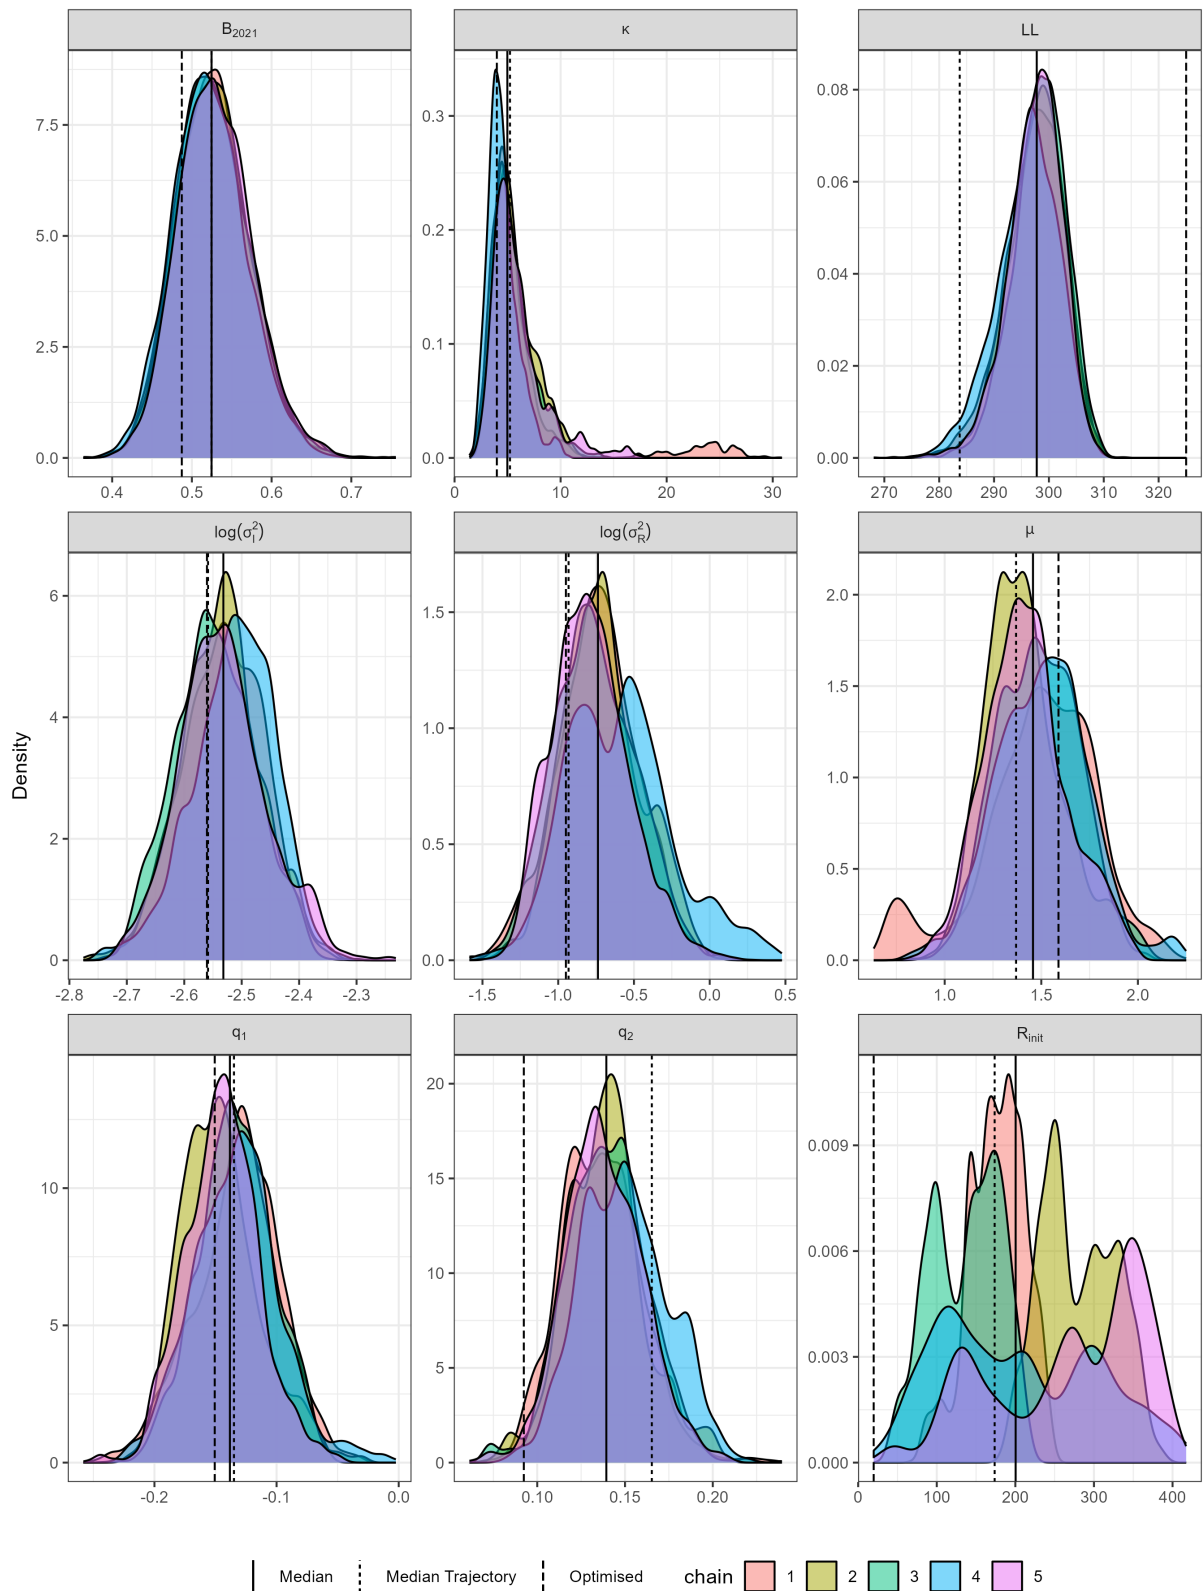 B₂₀₂₁ κ LL
7.5 5.0 2.5 0.0
0.3 0.2 0.1 0.0
0.08 0.06 0.04 0.02 0.00
0.4 0.5 0.6 0.7
0 10 20 30
270 280 290 300 310 320
log(σ²_I) log(σ²_R) μ
6 4 2 0
1.5 1.0 0.5 0.0
2.0 1.5 1.0 0.5 0.0
-2.8 -2.7 -2.6 -2.5 -2.4 -2.3
-1.5 -1.0 -0.5 0.0 0.5
1.0 1.5 2.0
Density
q₁ q₂ R_init
10 5 0
20 15 10 5 0
0.009 0.006 0.003 0.000
-0.2 -0.1 0.0
0.10 0.15 0.20
0 100 200 300 400
Median Median Trajectory Optimised chain 1 2 3 4 5